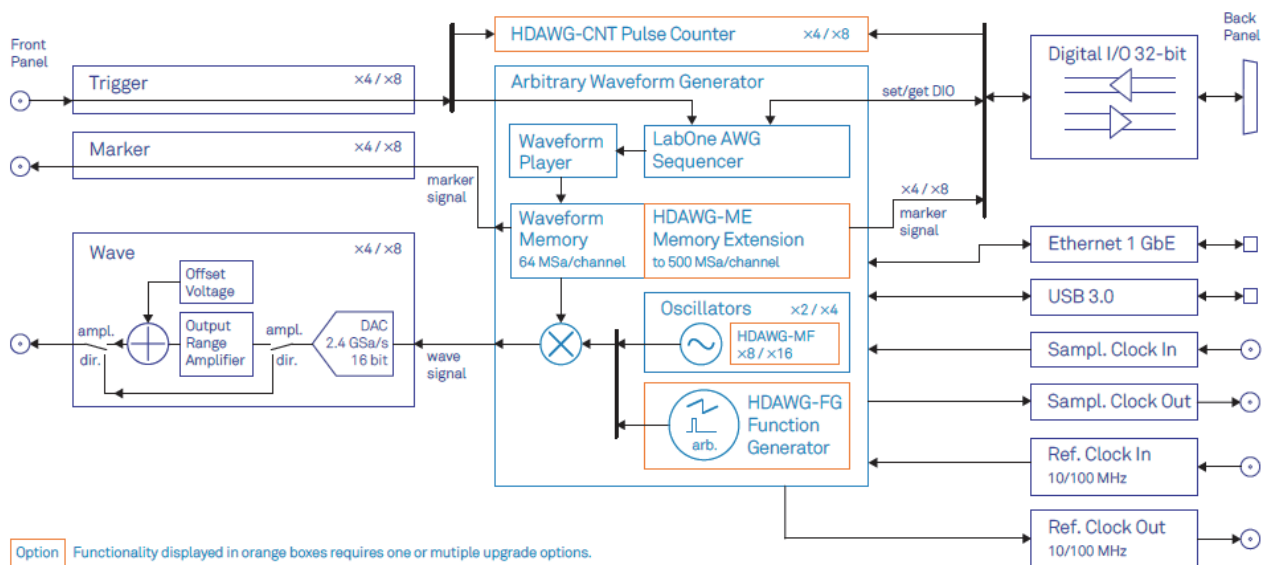 Front
Panel
Trigger
×4 / ×8
Marker
×4 / ×8
marker
signal
Wave
×4 / ×8
Offset
Voltage
ampl.
dir.
Output
Range
Amplifier
ampl.
dir.
DAC
2.4 GSa/s
16 bit
wave
signal
HDAWG-CNT Pulse Counter
×4 / ×8
Arbitrary Waveform Generator
Waveform
Player
LabOne AWG
Sequencer
Waveform
Memory
64 MSa/channel
HDAWG-ME
Memory Extension
to 500 MSa/channel
Oscillators
×2 / ×4
HDAWG-MF
×8 / ×16
HDAWG-FG
Function
Generator
arb.
set/get DIO
×4 / ×8
marker
signal
Back
Panel
Digital I/O 32-bit
Ethernet 1 GbE
USB 3.0
Sampl. Clock In
Sampl. Clock Out
Ref. Clock In
10/100 MHz
Ref. Clock Out
10/100 MHz
Option Functionality displayed in orange boxes requires one or mutiple upgrade options.